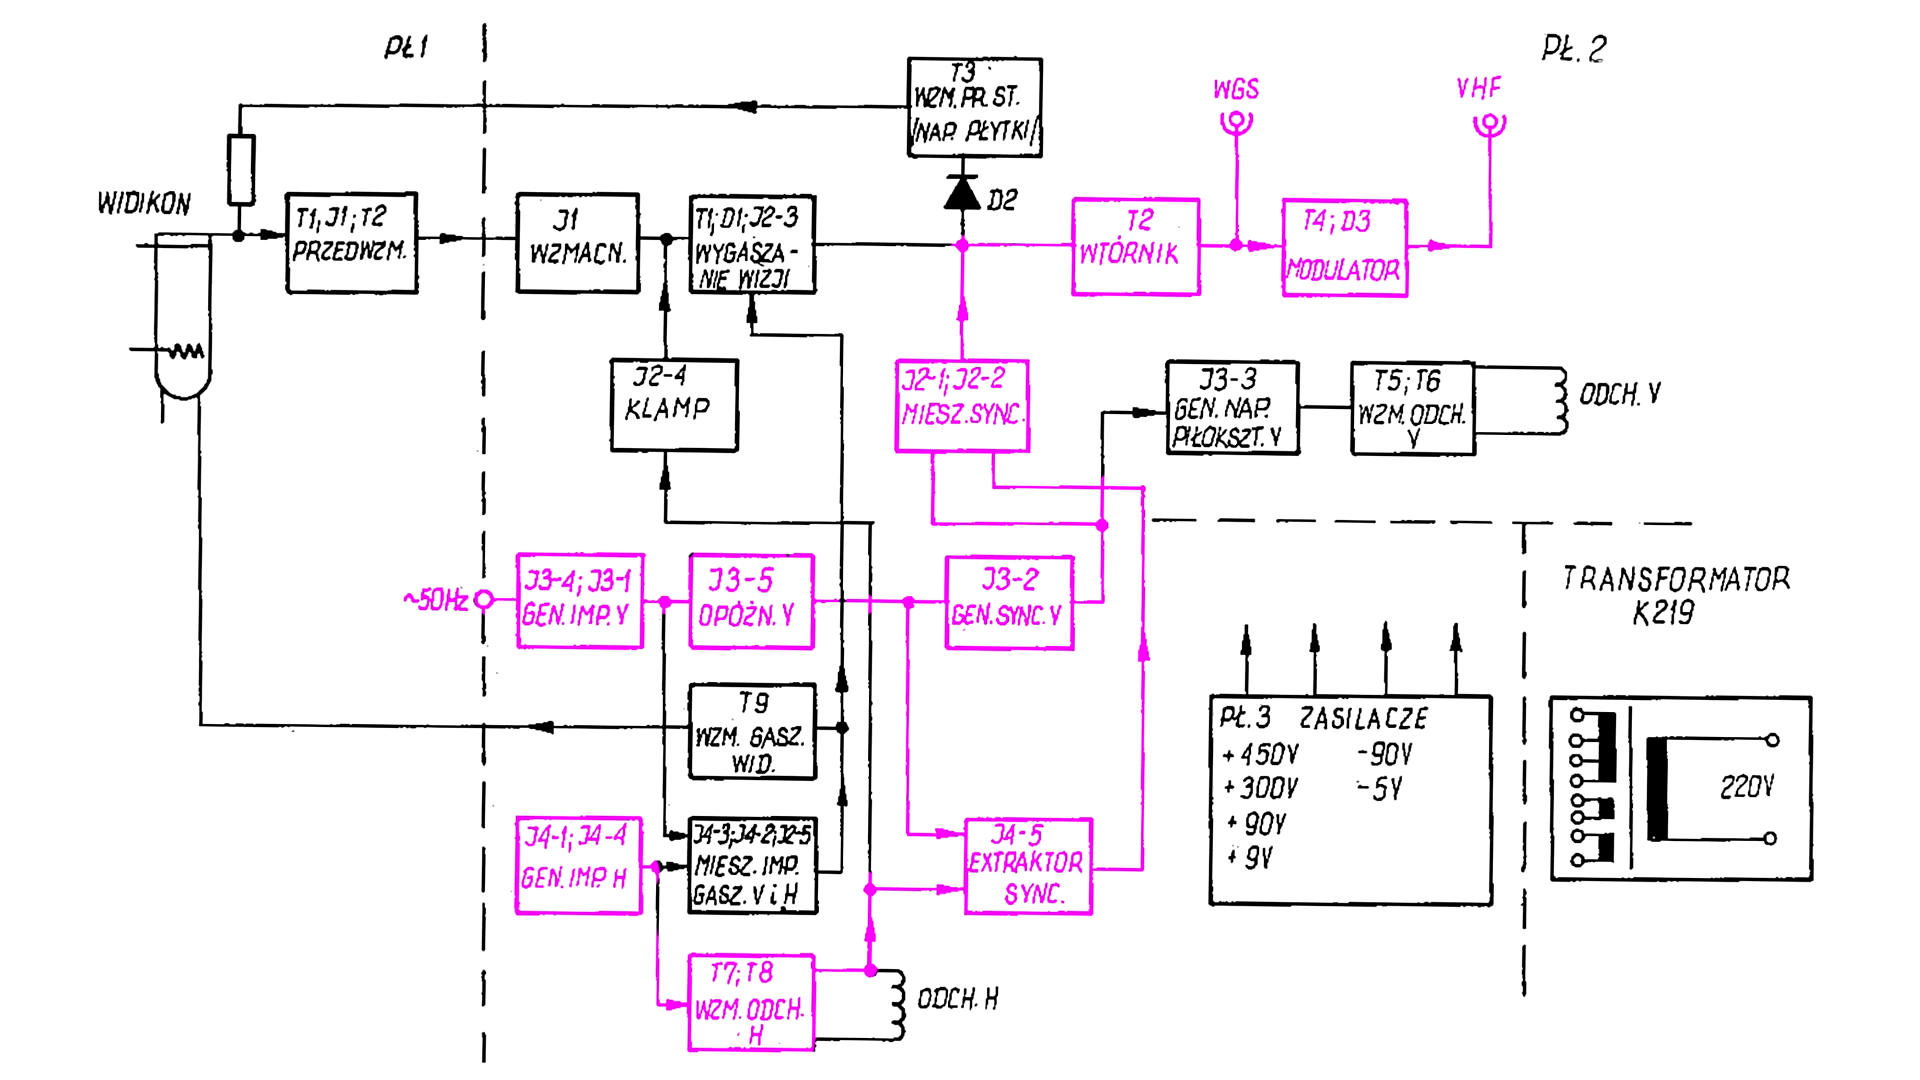 PŁ1
PŁ.2
T3
WZM.PR.ST.
/NAP. PŁYTKI/
WGS
VHF
WIDIKON
T1;J1;T2
PRZEDWZM.
J1
WZMACN.
T1;D1;J2-3
WYGASZA-
NIE WIZJI
D2
T2
WTÓRNIK
T4;D3
MODULATOR
J2-4
KLAMP
J2-1;J2-2
MIESZ.SYNC.
J3-3
GEN.NAP.
PIŁOKSZT.V
T5;T6
WZM.ODCH.
V
ODCH.V
~50Hz
J3-4;J3-1
GEN.IMP.V
J3-5
OPÓŹN.V
J3-2
GEN.SYNC.V
TRANSFORMATOR
K219
T9
WZM. GASZ.
WID.
PŁ.3 ZASILACZE
+450V -90V
+300V -5V
+90V
+9V
220V
J4-1;J4-4
GEN.IMP.H
J4-3;J4-2;J2-5
MIESZ.IMP.
GASZ.V i H
J4-5
EXTRAKTOR
SYNC.
T7;T8
WZM.ODCH.
H
ODCH.H